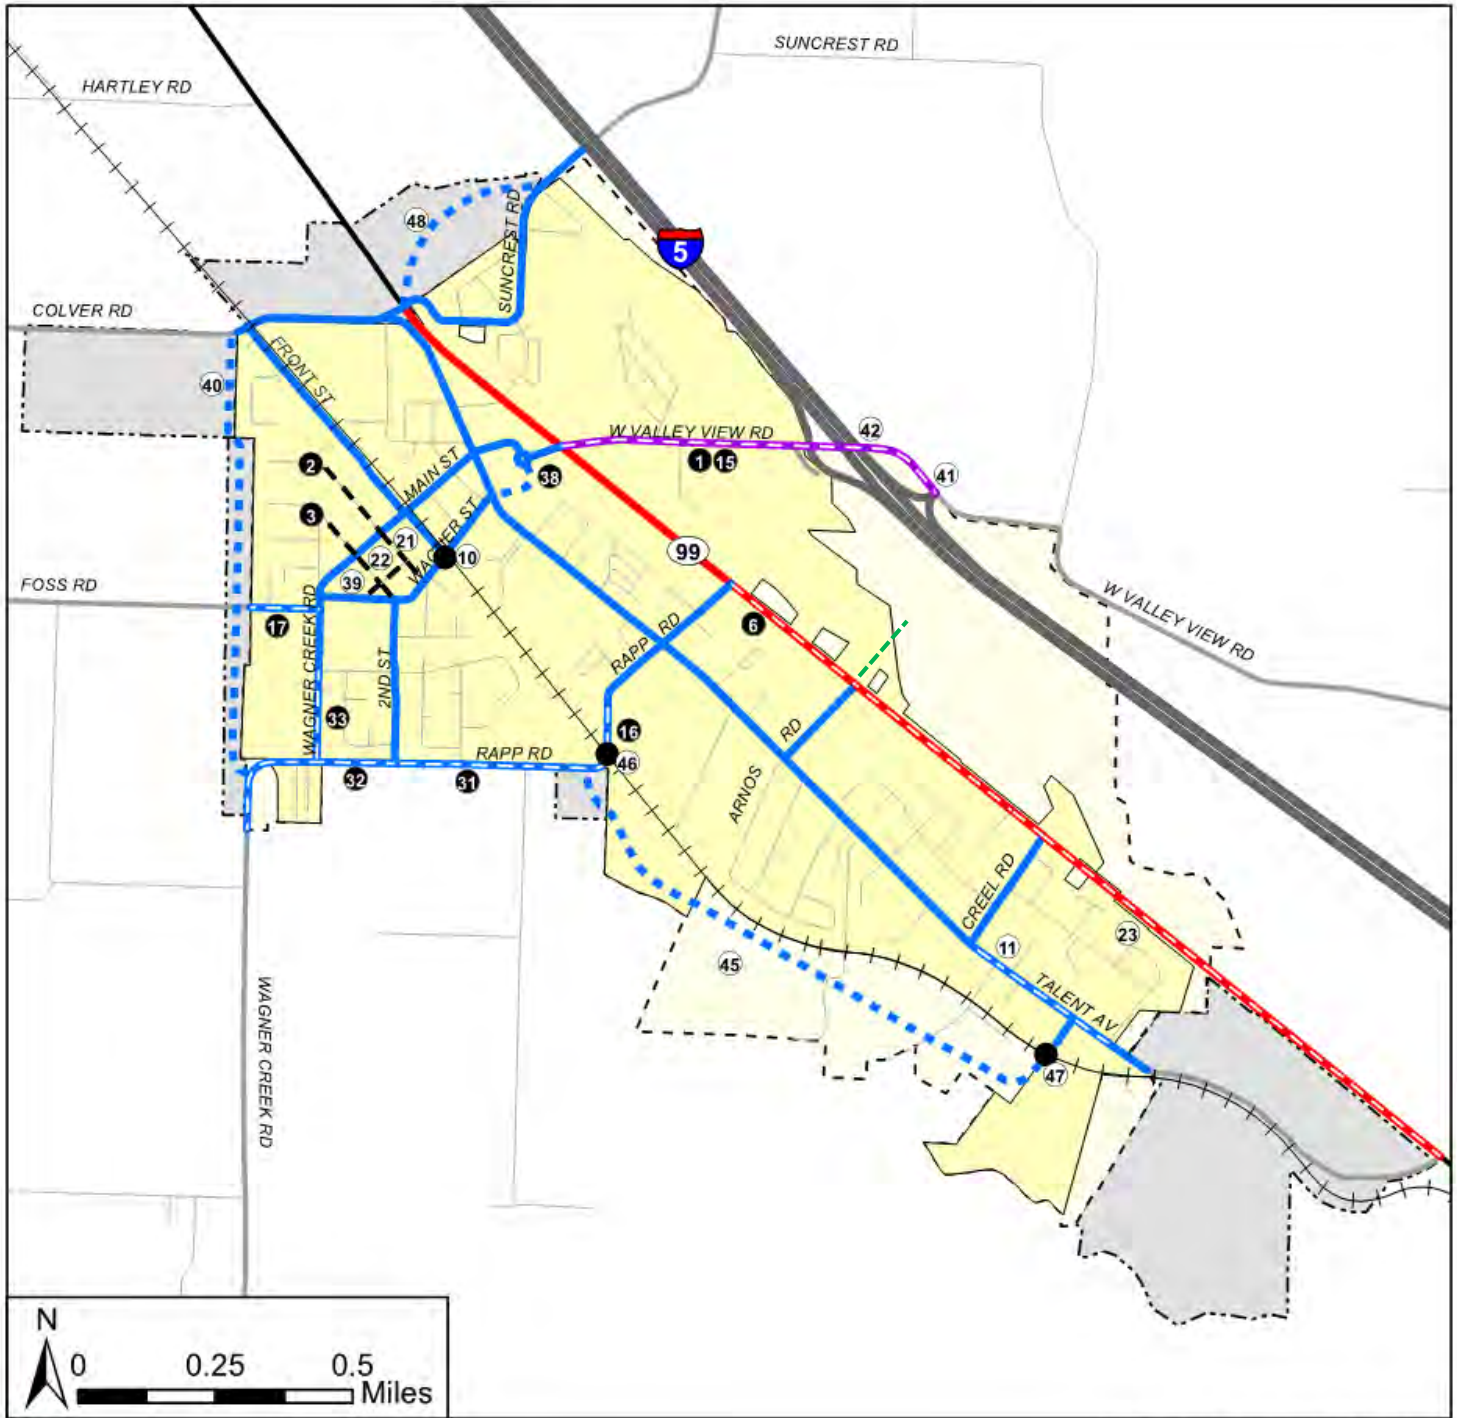 SUNCREST RD
HARTLEY RD
48
SUNCREST RD
5
COLVER RD
FRONT ST
40
W VALLEY VIEW RD
42
1
15
41
2
MAIN ST
38
3
21
WAGNER ST
22
10
99
39
FOSS RD
17
WAGNER CREEK RD
2ND ST
RAPP RD
6
W VALLEY VIEW RD
33
16
RD
RAPP RD
46
32
31
ARNOS
CREEL RD
11
23
45
TALENT AV
WAGNER CREEK RD
47
N
0 0.25 0.5
Miles